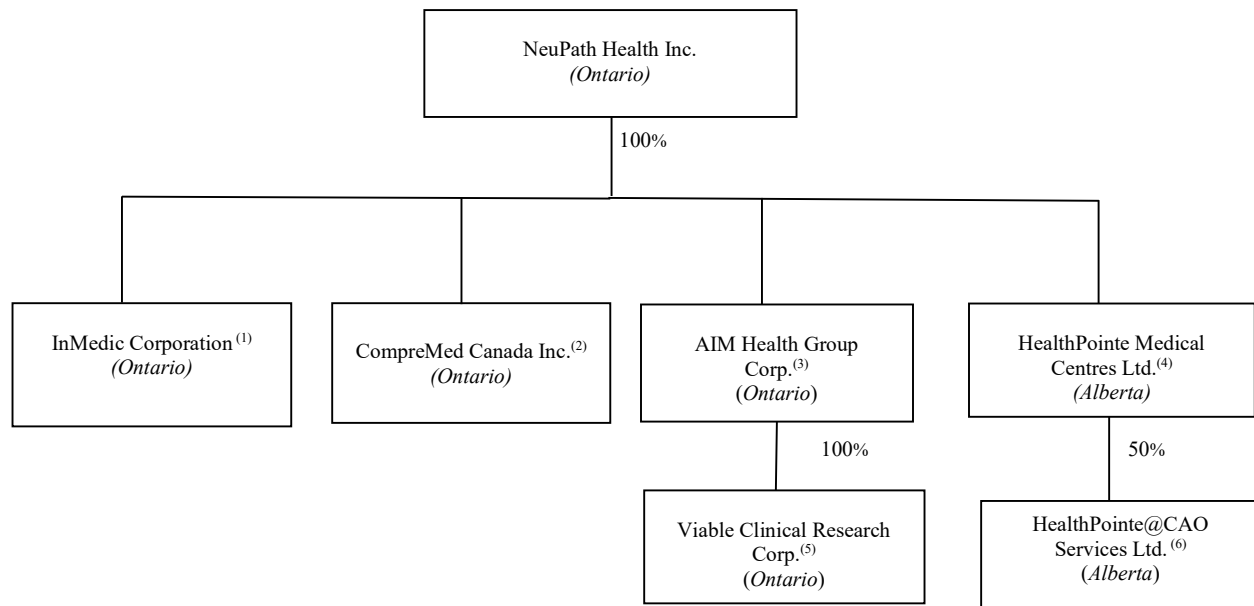 NeuPath Health Inc.
(Ontario)
100%
InMedic Corporation (1)
(Ontario)
CompreMed Canada Inc.(2)
(Ontario)
AIM Health Group
Corp.(3)
(Ontario)
HealthPointe Medical
Centres Ltd.(4)
(Alberta)
100%
50%
Viable Clinical Research
Corp.(5)
(Ontario)
HealthPointe@CAO
Services Ltd. (6)
(Alberta)